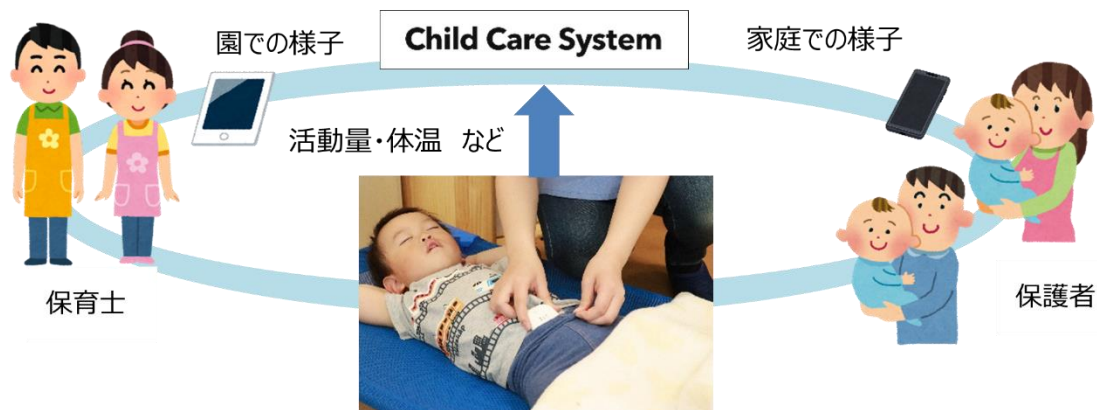 園での様子
Child Care System
家庭での様子
活動量・体温 など
保育士
保護者